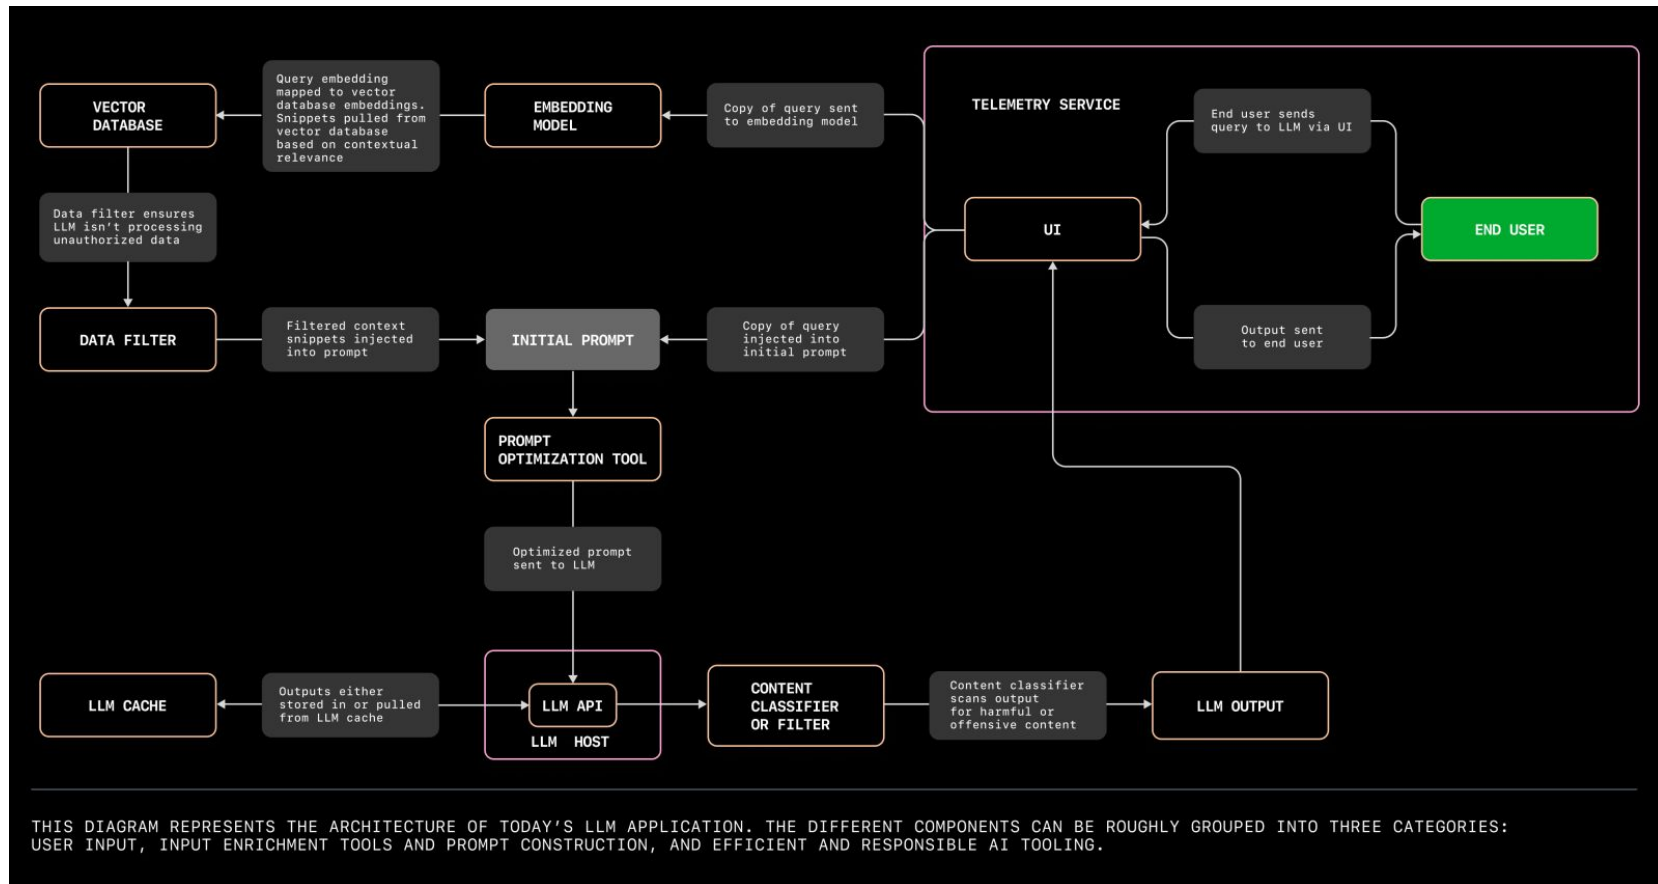 VECTOR
DATABASE
Query embedding
mapped to vector
database embeddings.
Snippets pulled from
vector database
based on contextual
relevance
EMBEDDING
MODEL
Copy of query sent
to embedding model
TELEMETRY SERVICE
End user sends
query to LLM via UI
UI
END USER
Output sent
to end user
Data filter ensures
LLM isn't processing
unauthorized data
DATA FILTER
Filtered context
snippets injected
into prompt
INITIAL PROMPT
Copy of query
injected into
initial prompt
PROMPT
OPTIMIZATION TOOL
Optimized prompt
sent to LLM
LLM CACHE
Outputs either
stored in or pulled
from LLM cache
LLM API
LLM HOST
CONTENT
CLASSIFIER
OR FILTER
Content classifier
scans output
for harmful or
offensive content
LLM OUTPUT
THIS DIAGRAM REPRESENTS THE ARCHITECTURE OF TODAY'S LLM APPLICATION. THE DIFFERENT COMPONENTS CAN BE ROUGHLY GROUPED INTO THREE CATEGORIES:
USER INPUT, INPUT ENRICHMENT TOOLS AND PROMPT CONSTRUCTION, AND EFFICIENT AND RESPONSIBLE AI TOOLING.